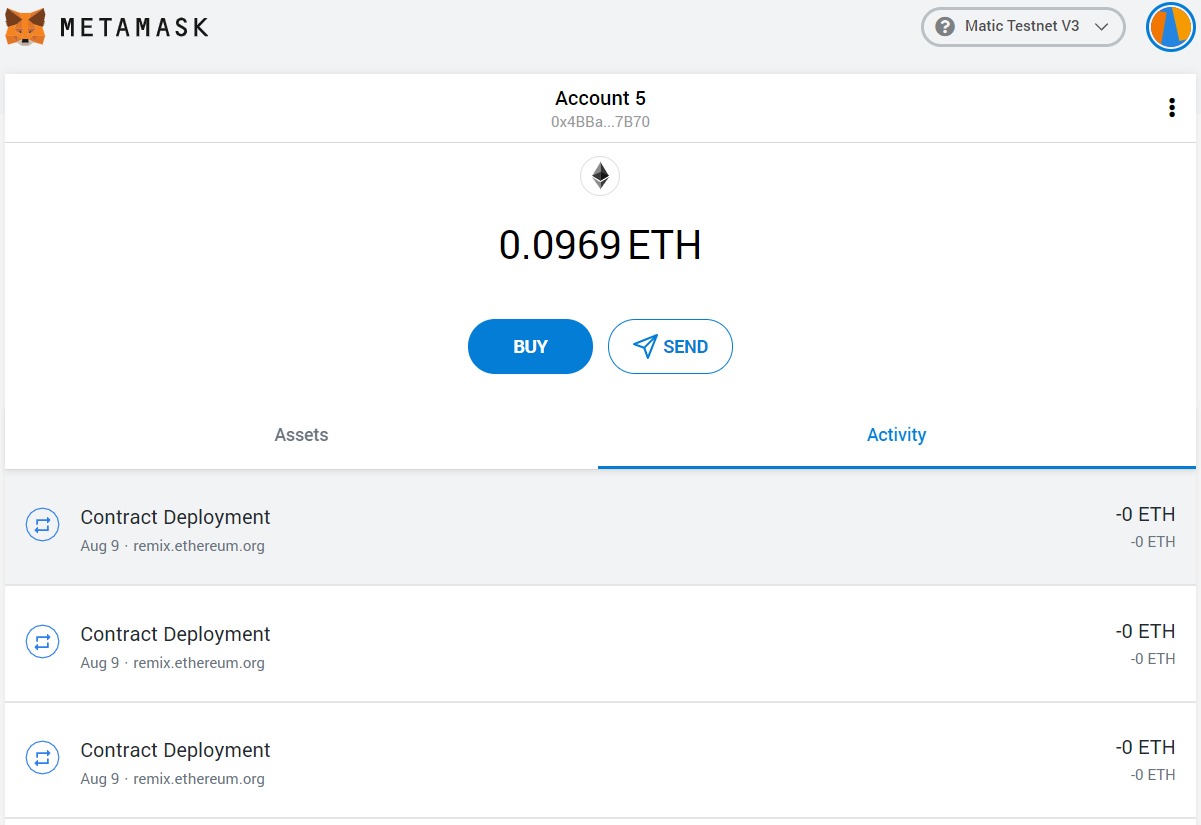 METAMASK
? Matic Testnet V3
Account 5
0x4BBa...7B70
0.0969 ETH
BUY
SEND
Assets
Activity
Contract Deployment
-0 ETH
Aug 9 · remix.ethereum.org
-0 ETH
Contract Deployment
-0 ETH
Aug 9 · remix.ethereum.org
-0 ETH
Contract Deployment
-0 ETH
Aug 9 · remix.ethereum.org
-0 ETH